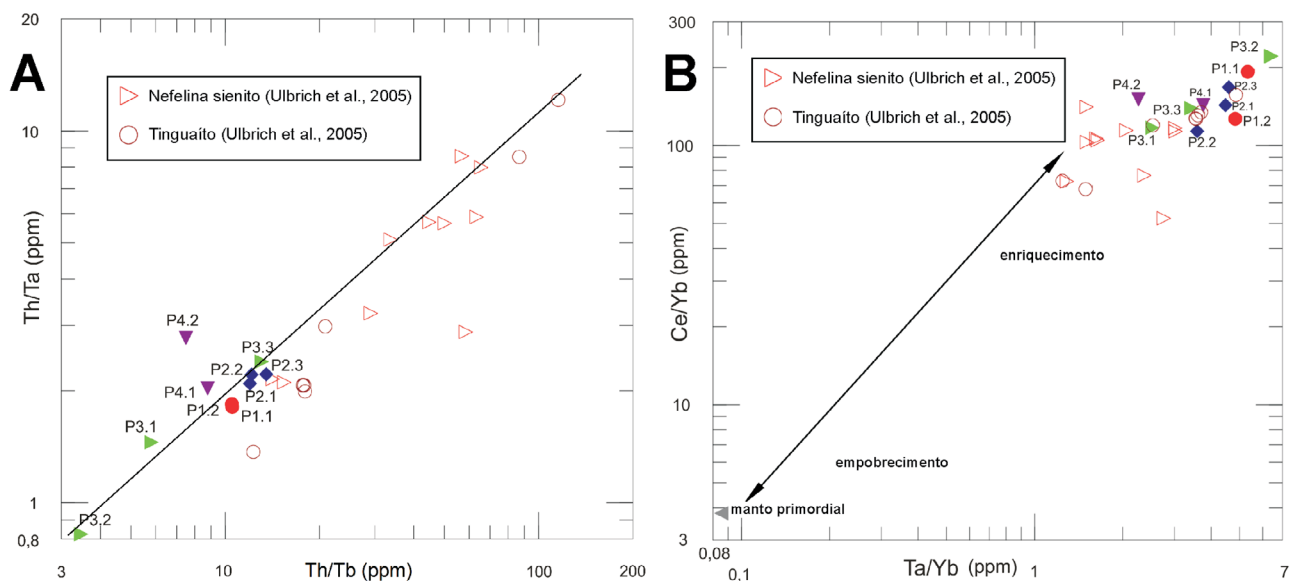 A
20
10
1
0,8
Th/Ta (ppm)
Nefelina sienito (Ulbrich et al., 2005)
Tinguaíto (Ulbrich et al., 2005)
P4.2
P3.3
P2.2
P2.3
P4.1
P2.1
P1.2
P1.1
P3.1
P3.2
3
10
Th/Tb (ppm)
100
200
B
300
100
10
3
Ce/Yb (ppm)
Nefelina sienito (Ulbrich et al., 2005)
Tinguaíto (Ulbrich et al., 2005)
P3.2
P1.1
P4.2
P4.1
P2.3
P3.3
P2.1
P1.2
P3.1
P2.2
enriquecimento
empobrecimento
manto primordial
0,08
0.1
Ta/Yb (ppm)
1
7